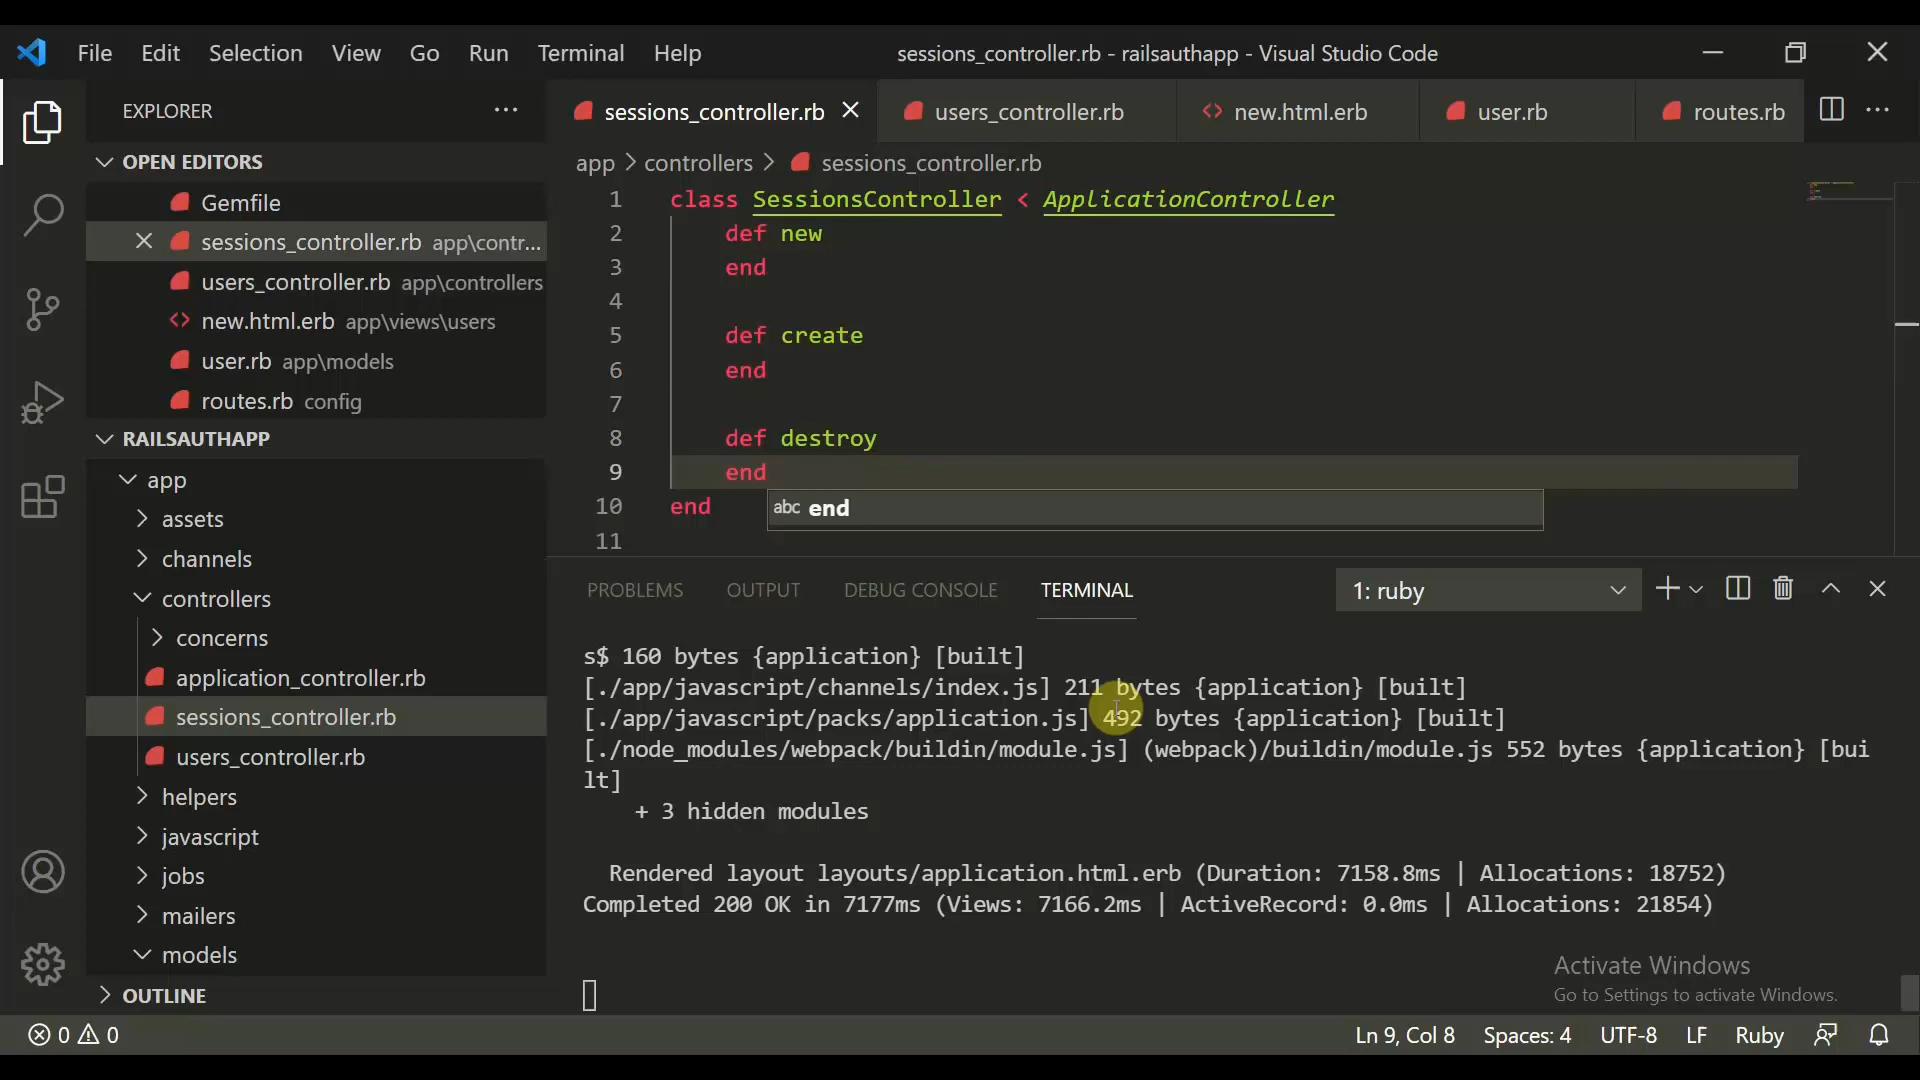 File Edit Selection View Go Run Terminal Help
sessions_controller.rb - railsauthapp - Visual Studio Code
EXPLORER
OPEN EDITORS
Gemfile
sessions_controller.rb app\contr...
users_controller.rb app\controllers
new.html.erb app\views\users
user.rb app\models
routes.rb config
RAILSAUTHAPP
app
assets
channels
controllers
concerns
application_controller.rb
sessions_controller.rb
users_controller.rb
helpers
javascript
jobs
mailers
models
OUTLINE
sessions_controller.rb users_controller.rb new.html.erb user.rb routes.rb
app > controllers > sessions_controller.rb
1 class SessionsController < ApplicationController
2 def new
3 end
4
5 def create
6 end
7
8 def destroy
9 end
10 end
abc end
11
PROBLEMS OUTPUT DEBUG CONSOLE TERMINAL 1: ruby
s$ 160 bytes {application} [built]
[./app/javascript/channels/index.js] 211 bytes {application} [built]
[./app/javascript/packs/application.js] 492 bytes {application} [built]
[./node_modules/webpack/buildin/module.js] (webpack)/buildin/module.js 552 bytes {application} [bui
lt]
+ 3 hidden modules
Rendered layout layouts/application.html.erb (Duration: 7158.8ms | Allocations: 18752)
Completed 200 OK in 7177ms (Views: 7166.2ms | ActiveRecord: 0.0ms | Allocations: 21854)
Activate Windows
Go to Settings to activate Windows.
0 0
Ln 9, Col 8 Spaces: 4 UTF-8 LF Ruby